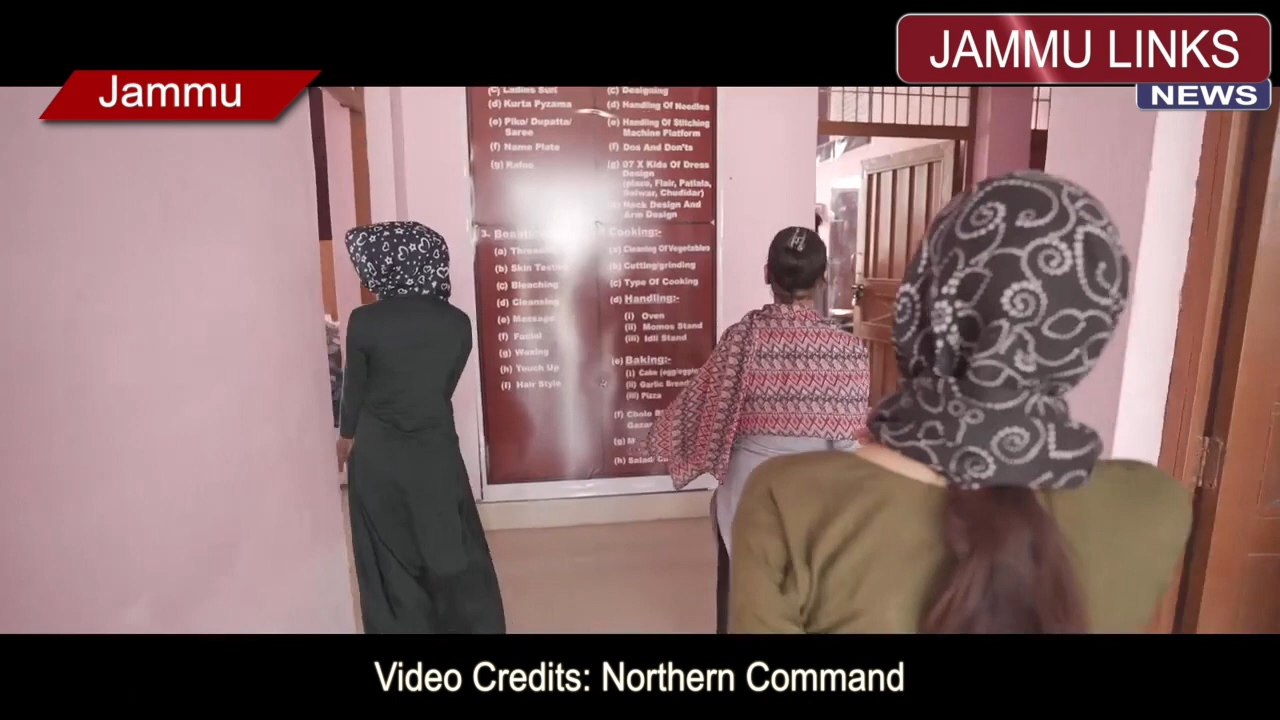 JAMMU LINKS
NEWS
Jammu
(c) Ladies Suit
(d) Kurta Pyzama
(e) Piko/ Dupatta/
Saree
(f) Name Plate
(g) Rafoo
3. Beauty
(a) Threading
(b) Skin Testing
(c) Bleaching
(d) Cleansing
(e) Massage
(f) Facial
(g) Waxing
(h) Touch Up
(i) Hair Style
(c) Designing
(d) Handling Of Needles
(e) Handling Of Stitching
Machine Platform
(f) Dos And Don'ts
(g) 07 X Kids Of Dress
Design
Flair, Patiala,
Salwar, Chudidar)
Neck Design And
Arm Design
Cooking:-
(a) Cleaning Of Vegetables
(b) Cutting/grinding
(c) Type Of Cooking
(d) Handling:-
(i) Oven
(ii) Momos Stand
(iii) Idli Stand
(e) Baking:-
(i) Cake
(ii) Garlic Bread
(iii) Pizza
(f) Chole
(g) M
(h) Salad/
Video Credits: Northern Command